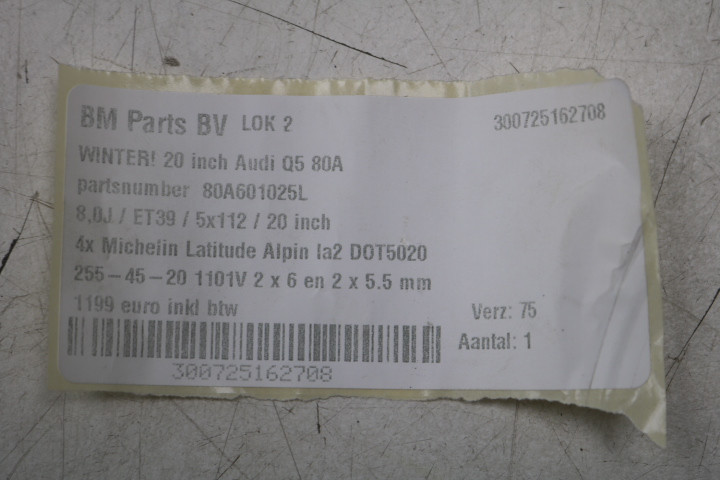 BM Parts BV LOK 2 300725162708
WINTER! 20 inch Audi Q5 80A
partsnumber 80A601025L
8,0J / ET39 / 5x112 / 20 inch
4x Michelin Latitude Alpin la2 DOT5020
255-45-20 1101V 2 x 6 en 2 x 5.5 mm
1199 euro inkl btw Verz: 75
Aantal: 1
300725162708